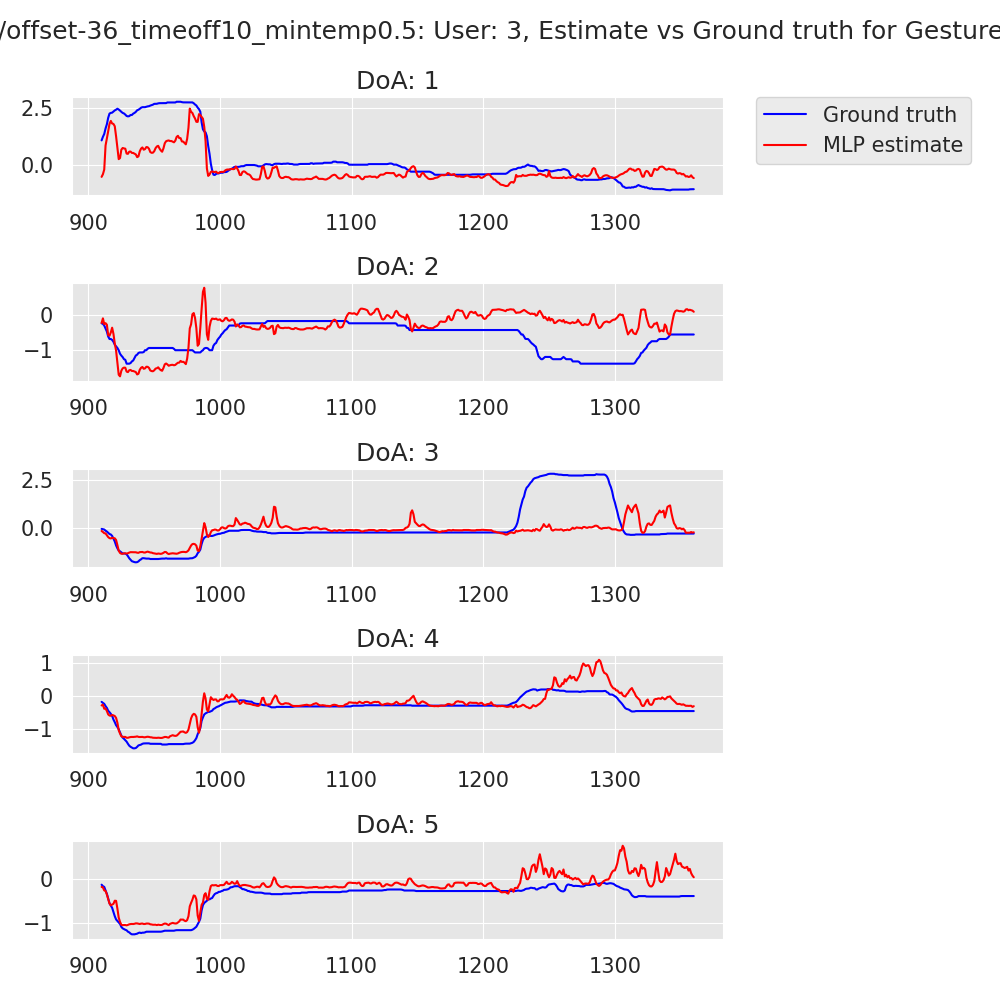 /offset-36_timeoff10_mintemp0.5: User: 3, Estimate vs Ground truth for Gesture
DoA: 1
Ground truth
MLP estimate
2.5
0.0
900 1000 1100 1200 1300
DoA: 2
0
−1
900 1000 1100 1200 1300
DoA: 3
2.5
0.0
900 1000 1100 1200 1300
DoA: 4
1
0
−1
900 1000 1100 1200 1300
DoA: 5
0
−1
900 1000 1100 1200 1300